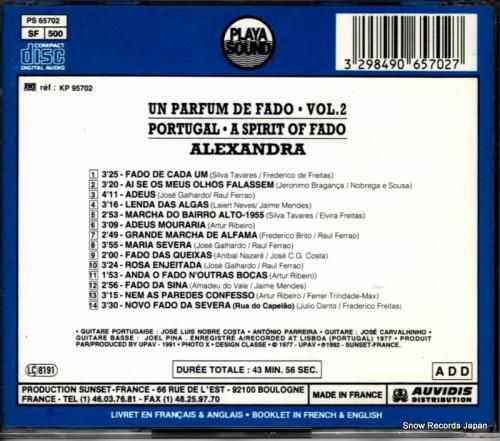 PS 65702
SF 500
COMPACT
disc
DIGITAL AUDIO
PLAYA
SOUND
3 298490 657027
réf : KP 95702
UN PARFUM DE FADO • VOL.2
PORTUGAL • A SPIRIT OF FADO
ALEXANDRA
1 3'25 - FADO DE CADA UM (Silva Tavares / Frederico de Freitas)
2 3'20 - AI SE OS MEUS OLHOS FALASSEM (Jeronimo Bragança / Nobrega e Sousa)
3 4'11 - ADEUS (José Galhardo/ Raul Ferrao)
4 3'16 - LENDA DAS ALGAS (Laiert Neves/ Jaime Mendes)
5 2'53 - MARCHA DO BAIRRO ALTO-1955 (Silva Tavares / Elvira Freitas)
6 3'09 - ADEUS MOURARIA (Artur Ribeiro)
7 2'49 - GRANDE MARCHA DE ALFAMA (Frederico Brito / Raul Ferrao)
8 3'55 - MARIA SEVERA (José Galhardo / Raul Ferrao)
9 2'00 - FADO DAS QUEIXAS (Anibal Nazaré / José C.G. Costa)
10 3'24 - ROSA ENJEITADA (José Galhardo / Raul Ferrao)
11 1'53 - ANDA O FADO N'OUTRAS BOCAS (Artur Ribeiro)
12 2'56 - FADO DA SINA (Amadeu do Vale / Jaime Mendes)
13 3'15 - NEM AS PAREDES CONFESSO (Artur Ribeiro / Ferrer Trindade-Max)
14 3'30 - NOVO FADO DA SEVERA (Rua do Capelão) (Julio Danta / Frederico Freitas)
• GUITARE PORTUGAISE : JOSÉ LUIS NOBRE COSTA • ANTÓNIO PARREIRA • GUITARE : JOSÉ CARVALHINHO •
GUITARE BASSE : JOEL PINA . ENREGISTRÉ/RECORDED AT LISBOA (PORTUGAL) 1977 • PRODUIT
PAR/PRODUCED BY UPAV - 1991 • PHOTO X • DESIGN CLASSE • © 1977 - UPAV • ℗1992 - SUNSET-FRANCE.
LC 8191
DURÉE TOTALE : 43 MIN. 56 SEC.
ADD
PRODUCTION SUNSET-FRANCE - 66 RUE DE L'EST - 92100 BOULOGNE
FRANCE - TEL (1) 46.03.76.81 - FAX (1) 48.25.97.70
MADE IN FRANCE
AUVIDIS
DISTRIBUTION
LIVRET EN FRANÇAIS & ANGLAIS • BOOKLET IN FRENCH & ENGLISH
Snow Records Japan
www.snowrecords.jp